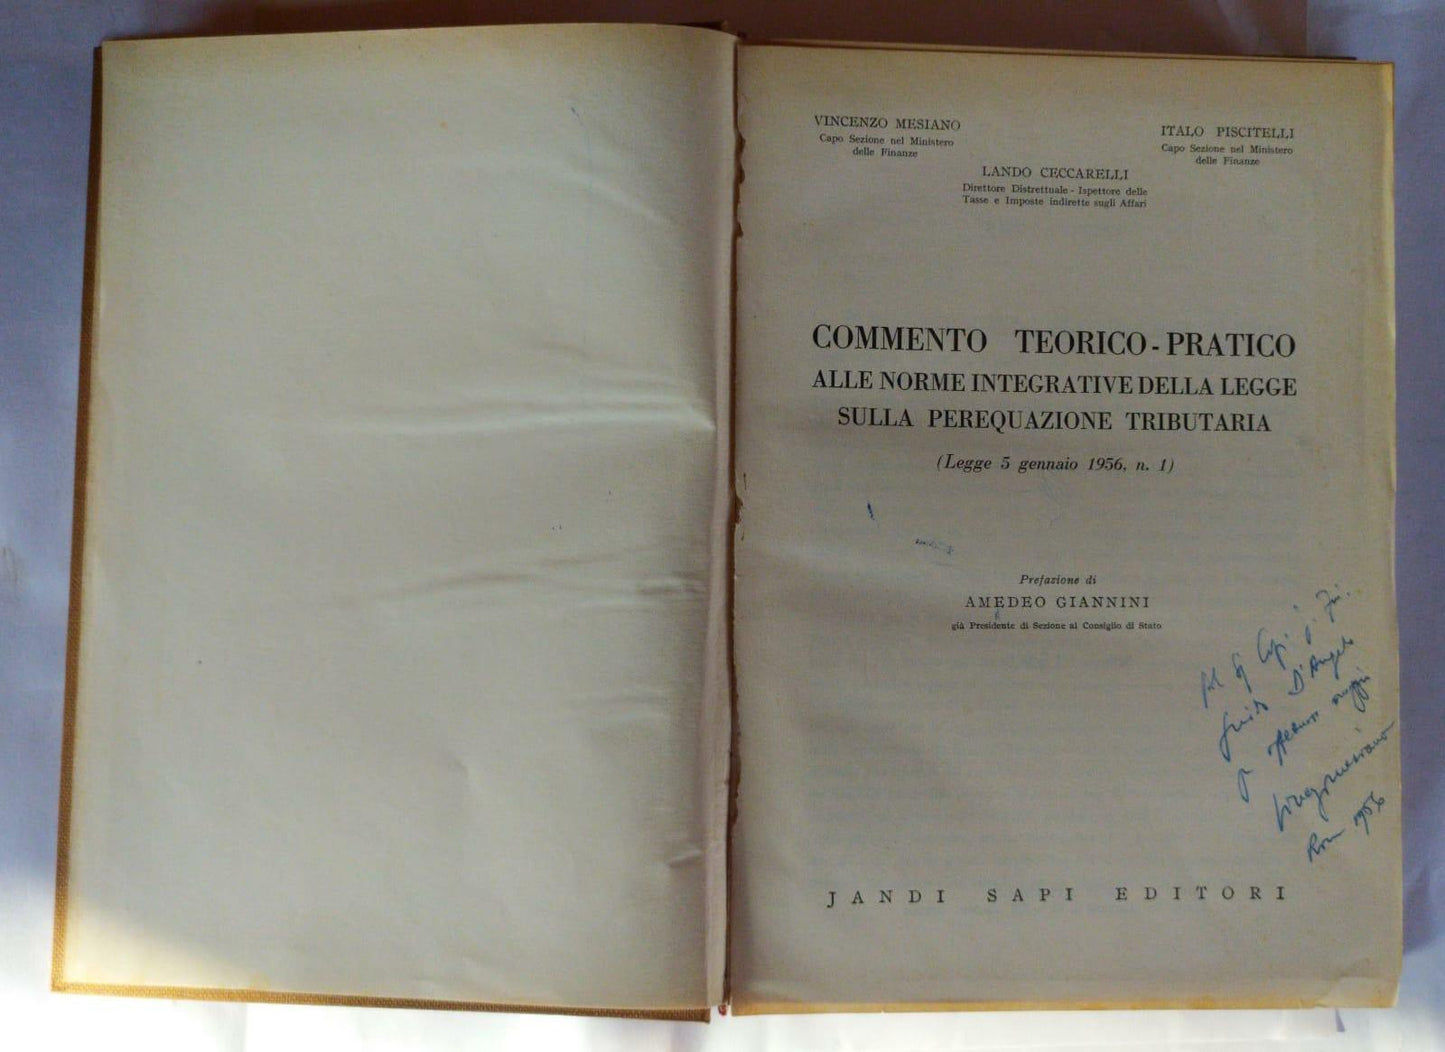 VINCENZO MESIANO
Capo Sezione nel Ministero
delle Finanze
ITALO PISCITELLI
Capo Sezione nel Ministero
delle Finanze
LANDO CECCARELLI
Direttore Distrettuale - Ispettore delle
Tasse e Imposte indirette sugli Affari
COMMENTO TEORICO-PRATICO
ALLE NORME INTEGRATIVE DELLA LEGGE
SULLA PEREQUAZIONE TRIBUTARIA
(Legge 5 gennaio 1956, n. 1)
Prefazione di
AMEDEO GIANNINI
già Presidente di Sezione al Consiglio di Stato
Al
Guido D'Angelo
Roma 1956
JANDI SAPI EDITORI